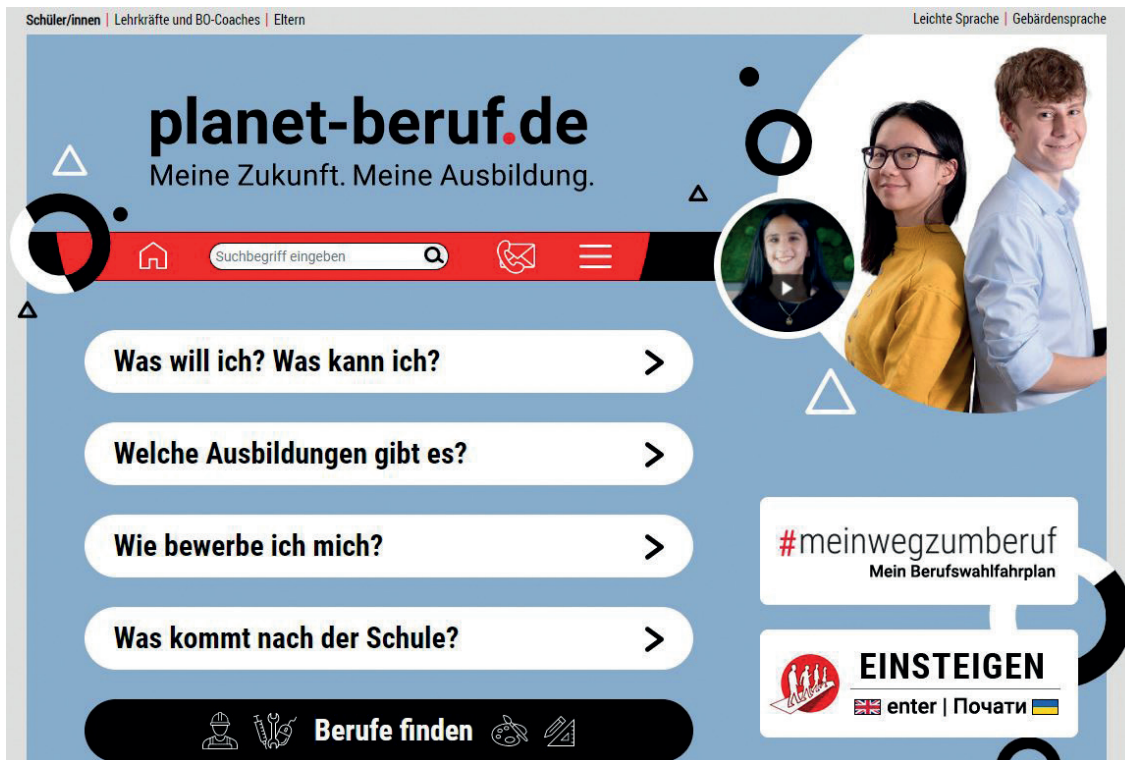 Schüler/innen | Lehrkräfte und BO-Coaches | Eltern
Leichte Sprache | Gebärdensprache
planet-beruf.de
Meine Zukunft. Meine Ausbildung.
Suchbegriff eingeben
Was will ich? Was kann ich?
Welche Ausbildungen gibt es?
Wie bewerbe ich mich?
Was kommt nach der Schule?
Berufe finden
#meinwegzumberuf
Mein Berufswahlfahrplan
EINSTEIGEN
enter | Почати